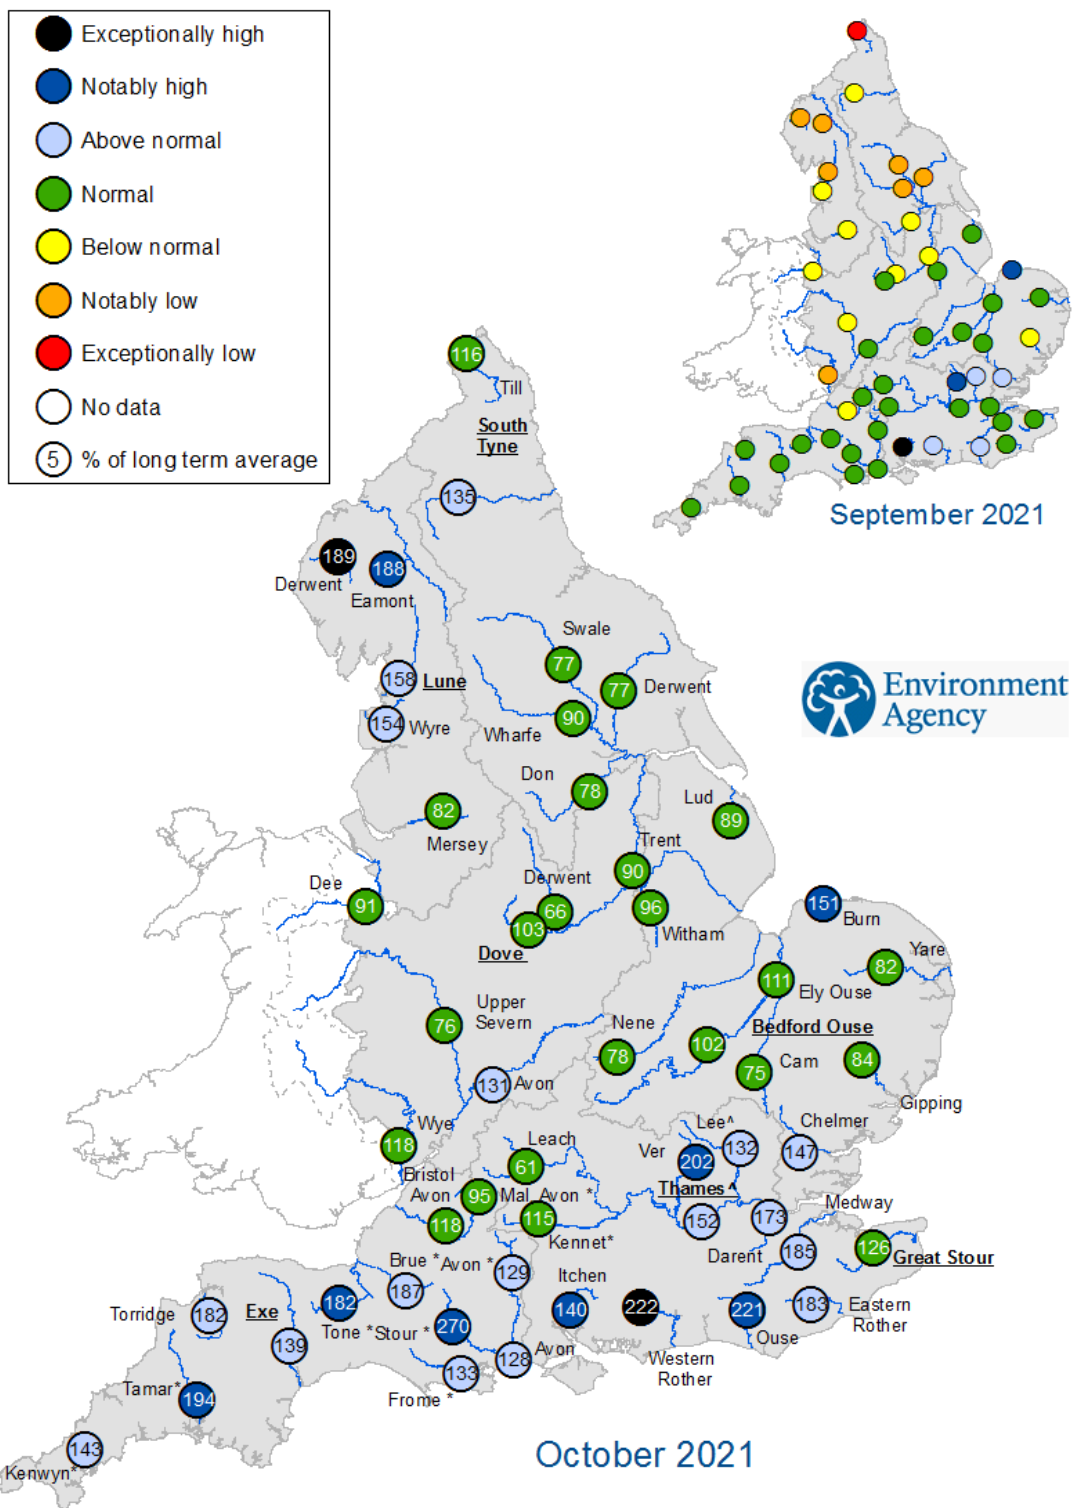 Exceptionally high
Notably high
Above normal
Normal
Below normal
Notably low
Exceptionally low
No data
5 % of long term average
September 2021
116
Till
South
Tyne
135
189
Derwent
188
Eamont
Swale
77
77 Derwent
158 Lune
154 Wyre
90
Wharfe
Environment
Agency
Don
78
Lud
89
82
Mersey
Trent
90
Derwent
66
Dee
91
96
Witham
103
Dove
151
Burn
Yare
82
111
Ely Ouse
Upper
Severn
76
Nene
78
Bedford Ouse
102
Cam
75
84
Gipping
131 Avon
Wye
118
Leach
61
Lee^
132
Chelmer
147
Ver
202
Thames^
152
Bristol
Avon
95 Mal Avon *
118
115
Kennet*
173
Darent
Medway
185
126
Great Stour
Brue *
187
Avon *
129
Itchen
140
222
Western
Rother
221
Ouse
183 Eastern
Rother
Torridge
182
Exe
139
182
Tone *
Stour *
270
128 Avon
133
Frome *
Tamar*
194
143
Kenwyn*
October 2021